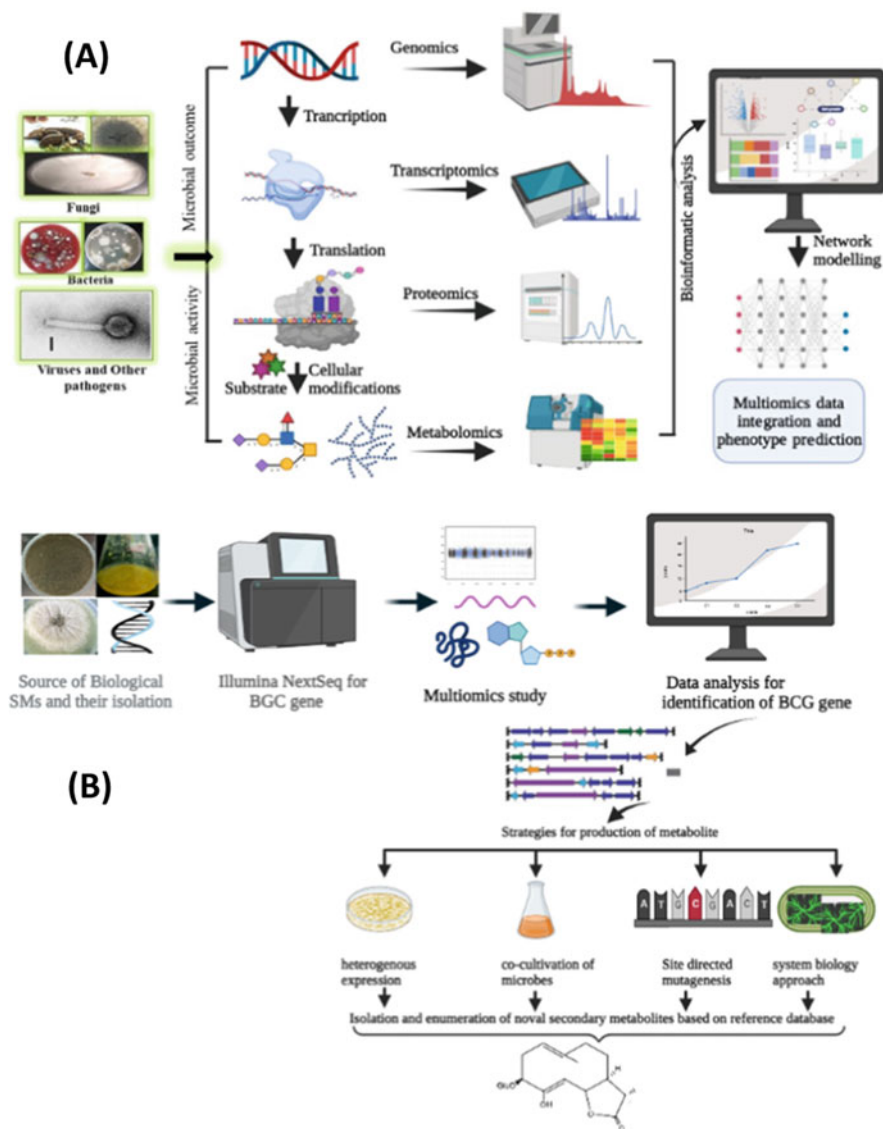 (A)
Genomics
Trancription
Microbial outcome
Transcriptomics
Fungi
Translation
Bioinformatic analysis
Network
modelling
Bacteria
Proteomics
Microbial activity
Viruses and Other
pathogens
Substrate
Cellular
modifications
Metabolomics
Multiomics data
integration and
phenotype prediction
Source of Biological
SMs and their isolation
Illumina NextSeq for
BGC gene
Multiomics study
Data analysis for
identification of BCG gene
(B)
Strategies for production of metabolite
A T G C G A C T
heterogenous
expression
co-cultivation of
microbes
Site directed
mutagenesis
system biology
approach
Isolation and enumeration of noval secondary metabolites based on reference database
H
OH
O
O